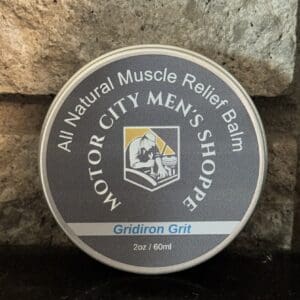 All Natural Muscle Relief Balm
MOTOR CITY MEN'S SHOPPE
Gridiron Grit
2oz / 60ml